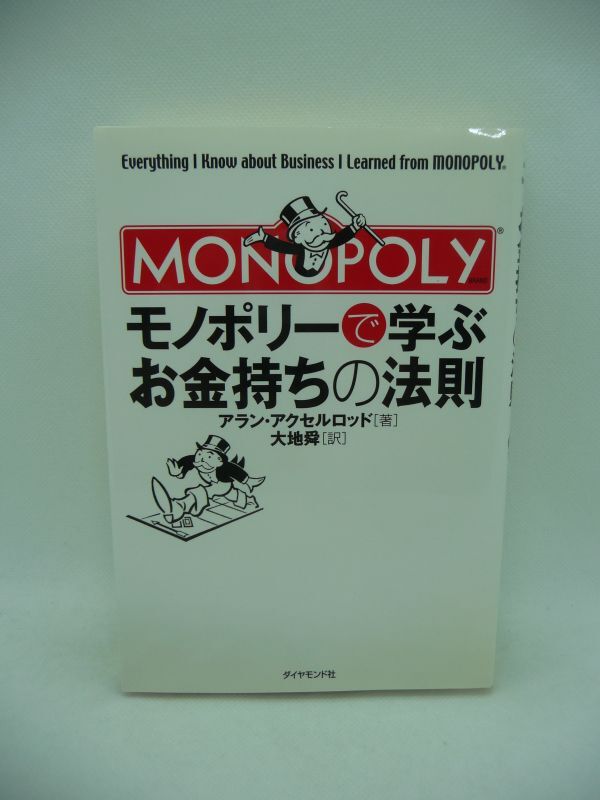 Everything I Know about Business I Learned from MONOPOLY®
MONOPOLY®
BRAND
モノポリーで学ぶ
お金持ちの法則
アラン・アクセルロッド[著]
大地舜[訳]
ダイヤモンド社